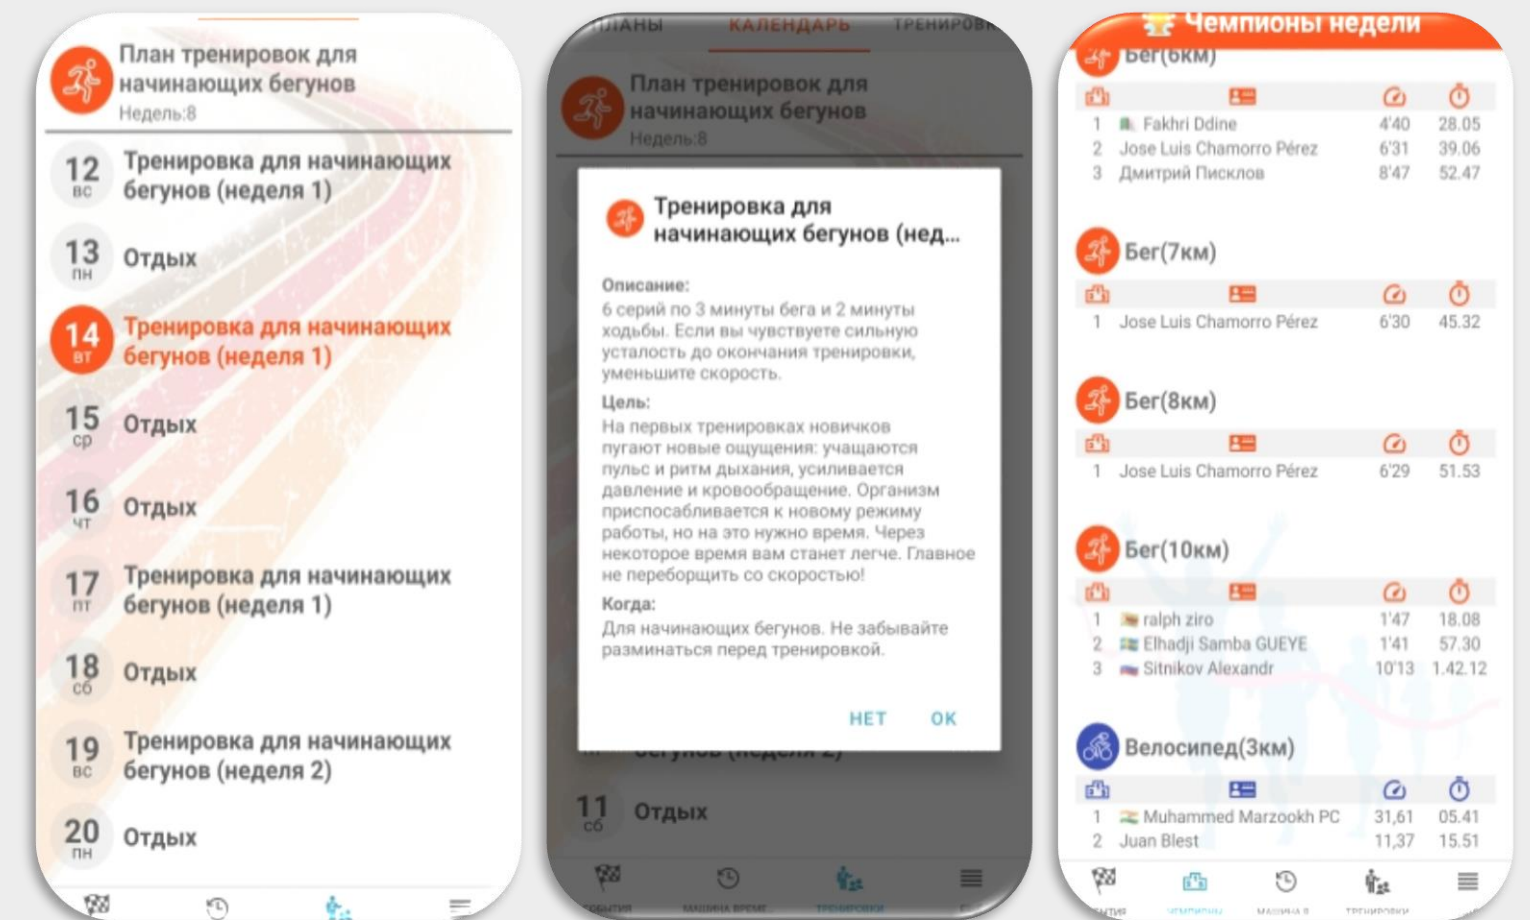 План тренировок для
начинающих бегунов
Недель:8
12
вс
Тренировка для начинающих
бегунов (неделя 1)
13
пн
Отдых
14
вт
Тренировка для начинающих
бегунов (неделя 1)
15
ср
Отдых
16
чт
Отдых
17
пт
Тренировка для начинающих
бегунов (неделя 1)
18
сб
Отдых
19
вс
Тренировка для начинающих
бегунов (неделя 2)
20
пн
Отдых
ПЛАНЫ КАЛЕНДАРЬ ТРЕНИРОВК
План тренировок для
начинающих бегунов
Недель:8
Тренировка для
начинающих бегунов (нед...
Описание:
6 серий по 3 минуты бега и 2 минуты
ходьбы. Если вы чувствуете сильную
усталость до окончания тренировки,
уменьшите скорость.
Цель:
На первых тренировках новичков
пугают новые ощущения: учащаются
пульс и ритм дыхания, усиливается
давление и кровообращение. Организм
приспосабливается к новому режиму
работы, но на это нужно время. Через
некоторое время вам станет легче. Главное
не переборщить со скоростью!
Когда:
Для начинающих бегунов. Не забывайте
разминаться перед тренировкой.
НЕТ ОК
бегунов (неделя 2)
11
сб
Отдых
МАШИНА ВРЕМЕ... ТРЕНИРОВКИ
Чемпионы недели
Бег(6км)
1 Fakhri Ddine 4'40 28.05
2 Jose Luis Chamorro Pérez 6'31 39.06
3 Дмитрий Писклов 8'47 52.47
Бег(7км)
1 Jose Luis Chamorro Pérez 6'30 45.32
Бег(8км)
1 Jose Luis Chamorro Pérez 6'29 51.53
Бег(10км)
1 ralph ziro 1'47 18.08
2 Elhadji Samba GUEYE 1'41 57.30
3 Sitnikov Alexandr 10'13 1.42.12
Велосипед(3км)
1 Muhammed Marzookh PC 31,61 05.41
2 Juan Blest 11,37 15.51